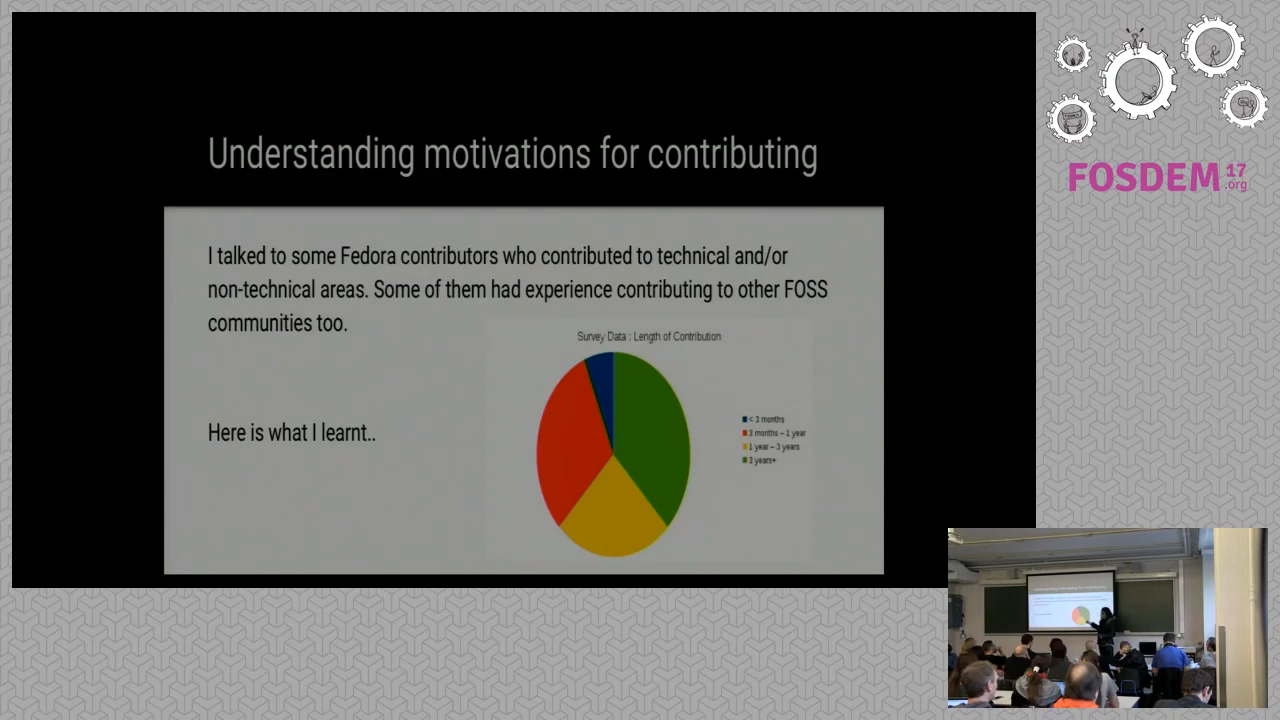 Understanding motivations for contributing
I talked to some Fedora contributors who contributed to technical and/or
non-technical areas. Some of them had experience contributing to other FOSS
communities too.
Survey Data : Length of Contribution
< 3 months
3 months – 1 year
1 year – 3 years
3 years+
Here is what I learnt..
FOSDEM 17
.org